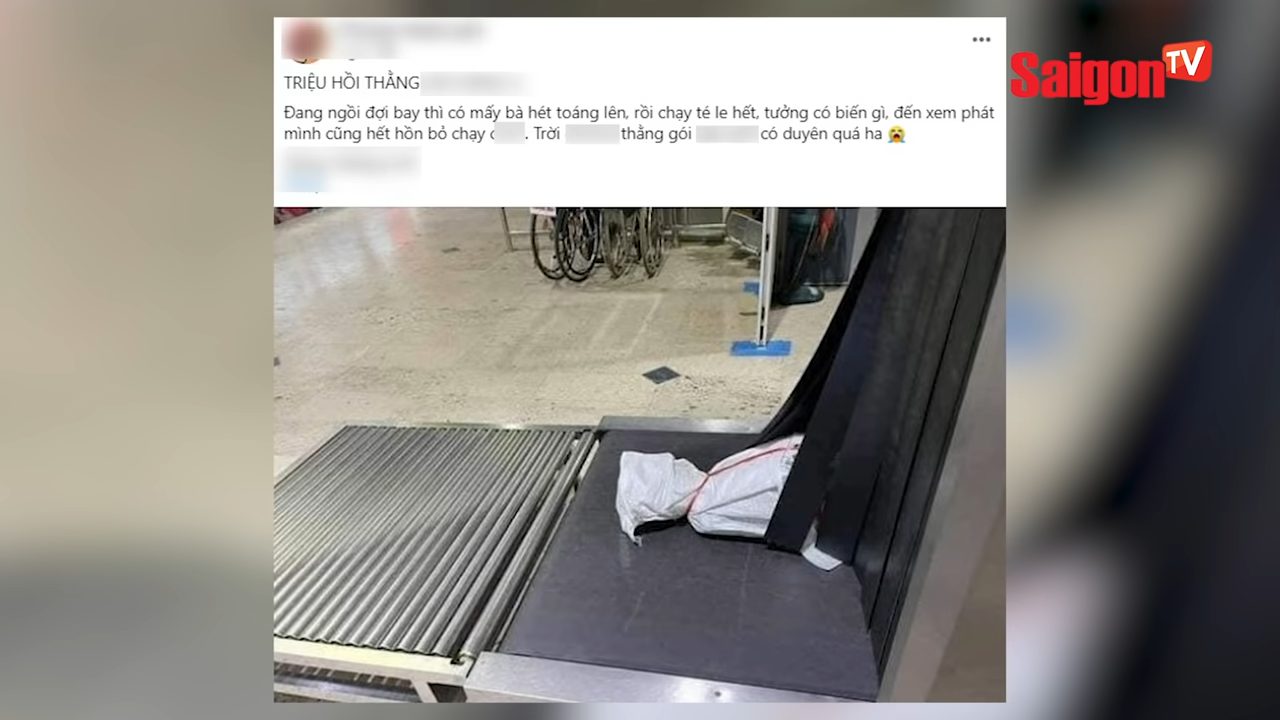 Saigon TV
TRIỆU HỒI THẰNG
Đang ngồi đợi bay thì có mấy bà hét toáng lên, rồi chạy té le hết, tưởng có biến gì, đến xem phát
mình cũng hết hồn bỏ chạy . Trời thằng gói có duyên quá ha 😭